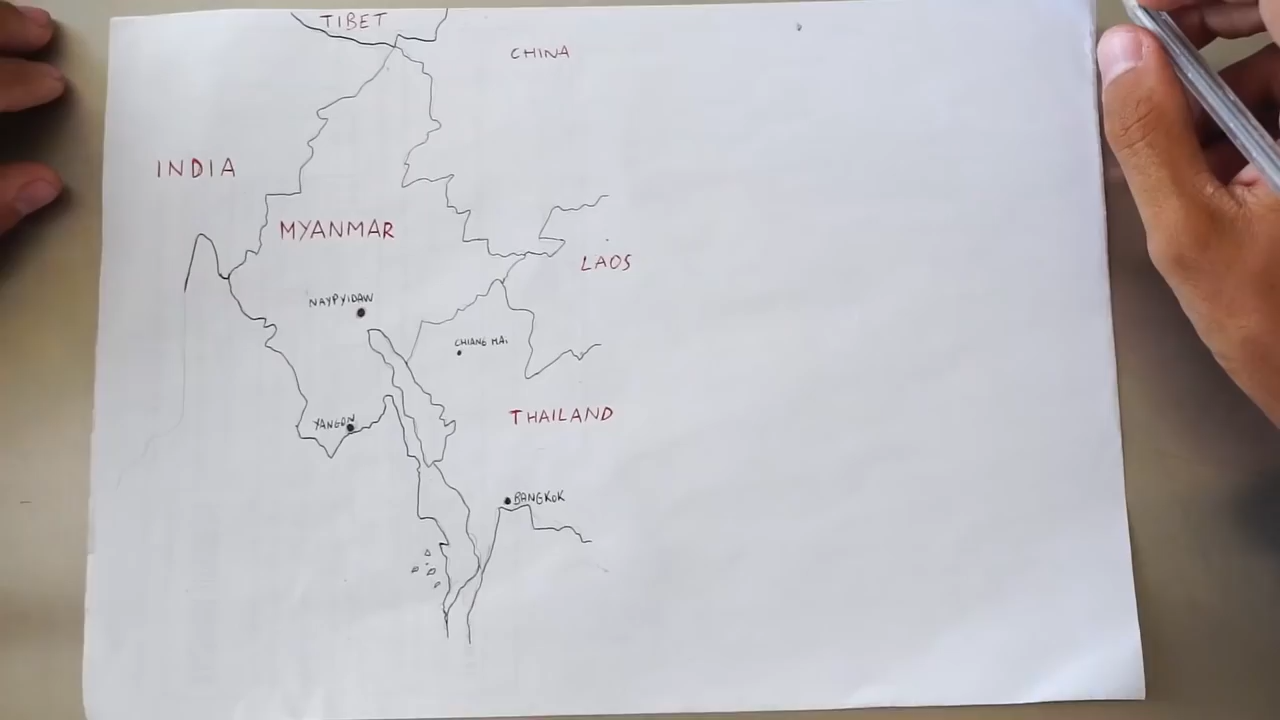 TIBET
CHINA
INDIA
MYANMAR
LAOS
NAYPYIDAW
CHIANG MAI
THAILAND
YANGON
BANGKOK